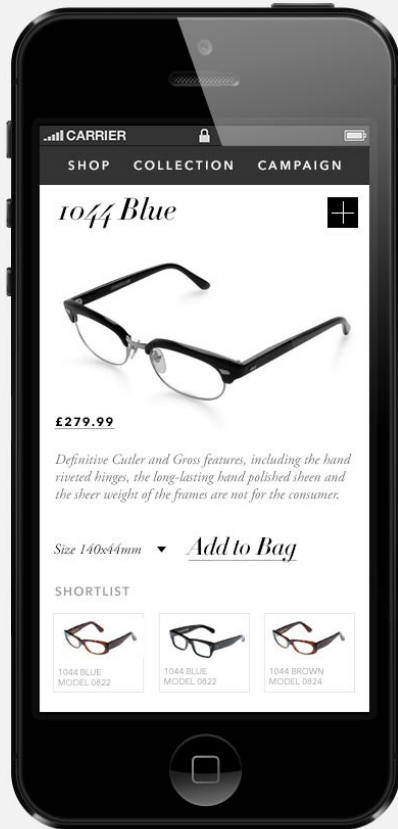 CARRIER
SHOP COLLECTION CAMPAIGN
1044 Blue
£279.99
Definitive Cutler and Gross features, including the hand
riveted hinges, the long-lasting hand polished sheen and
the sheer weight of the frames are not for the consumer.
Size 140x44mm Add to Bag
SHORTLIST
1044 BLUE
MODEL 0822
1044 BLUE
MODEL 0822
1044 BROWN
MODEL 0824